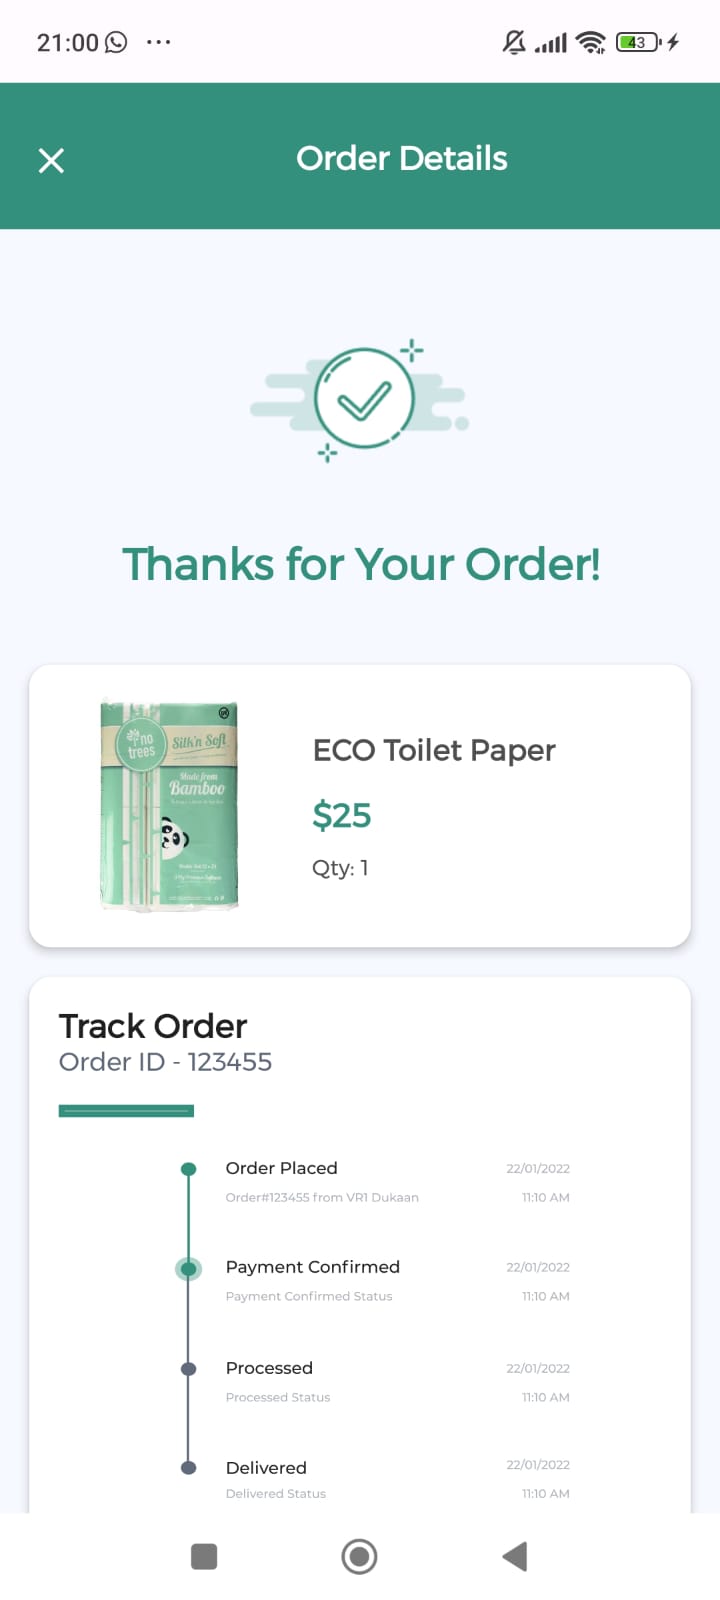 21:00
43
Order Details
Thanks for Your Order!
no
trees
Silk'n Soft
Made from
Bamboo
ECO Toilet Paper
$25
Qty: 1
Track Order
Order ID - 123455
Order Placed 22/01/2022
Order#123455 from VR1 Dukaan 11:10 AM
Payment Confirmed 22/01/2022
Payment Confirmed Status 11:10 AM
Processed 22/01/2022
Processed Status 11:10 AM
Delivered 22/01/2022
Delivered Status 11:10 AM